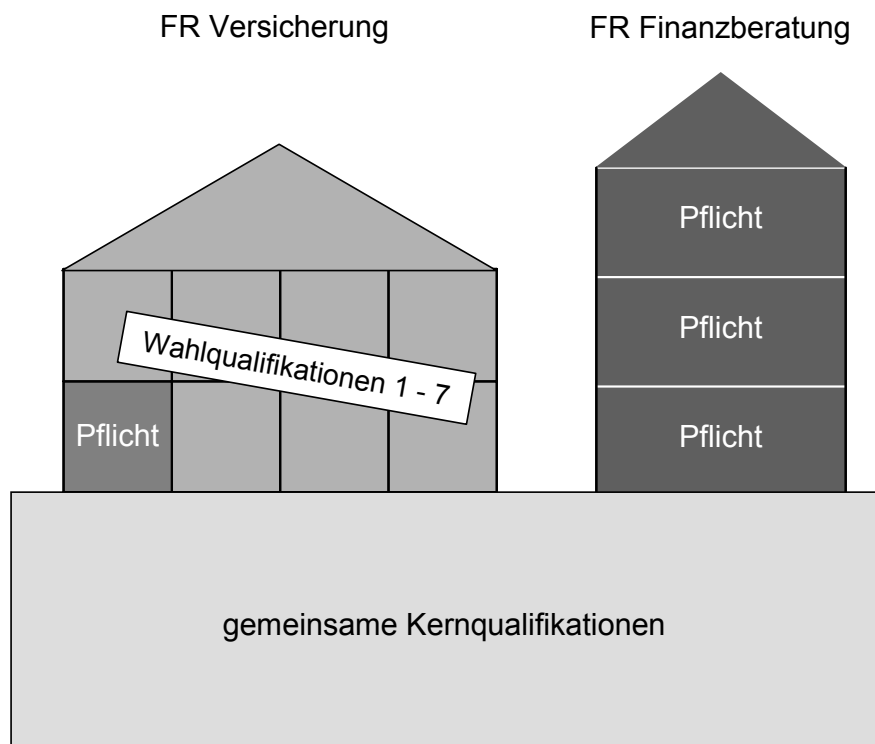 FR Versicherung
FR Finanzberatung
Wahlqualifikationen 1 - 7
Pflicht
Pflicht
Pflicht
Pflicht
gemeinsame Kernqualifikationen